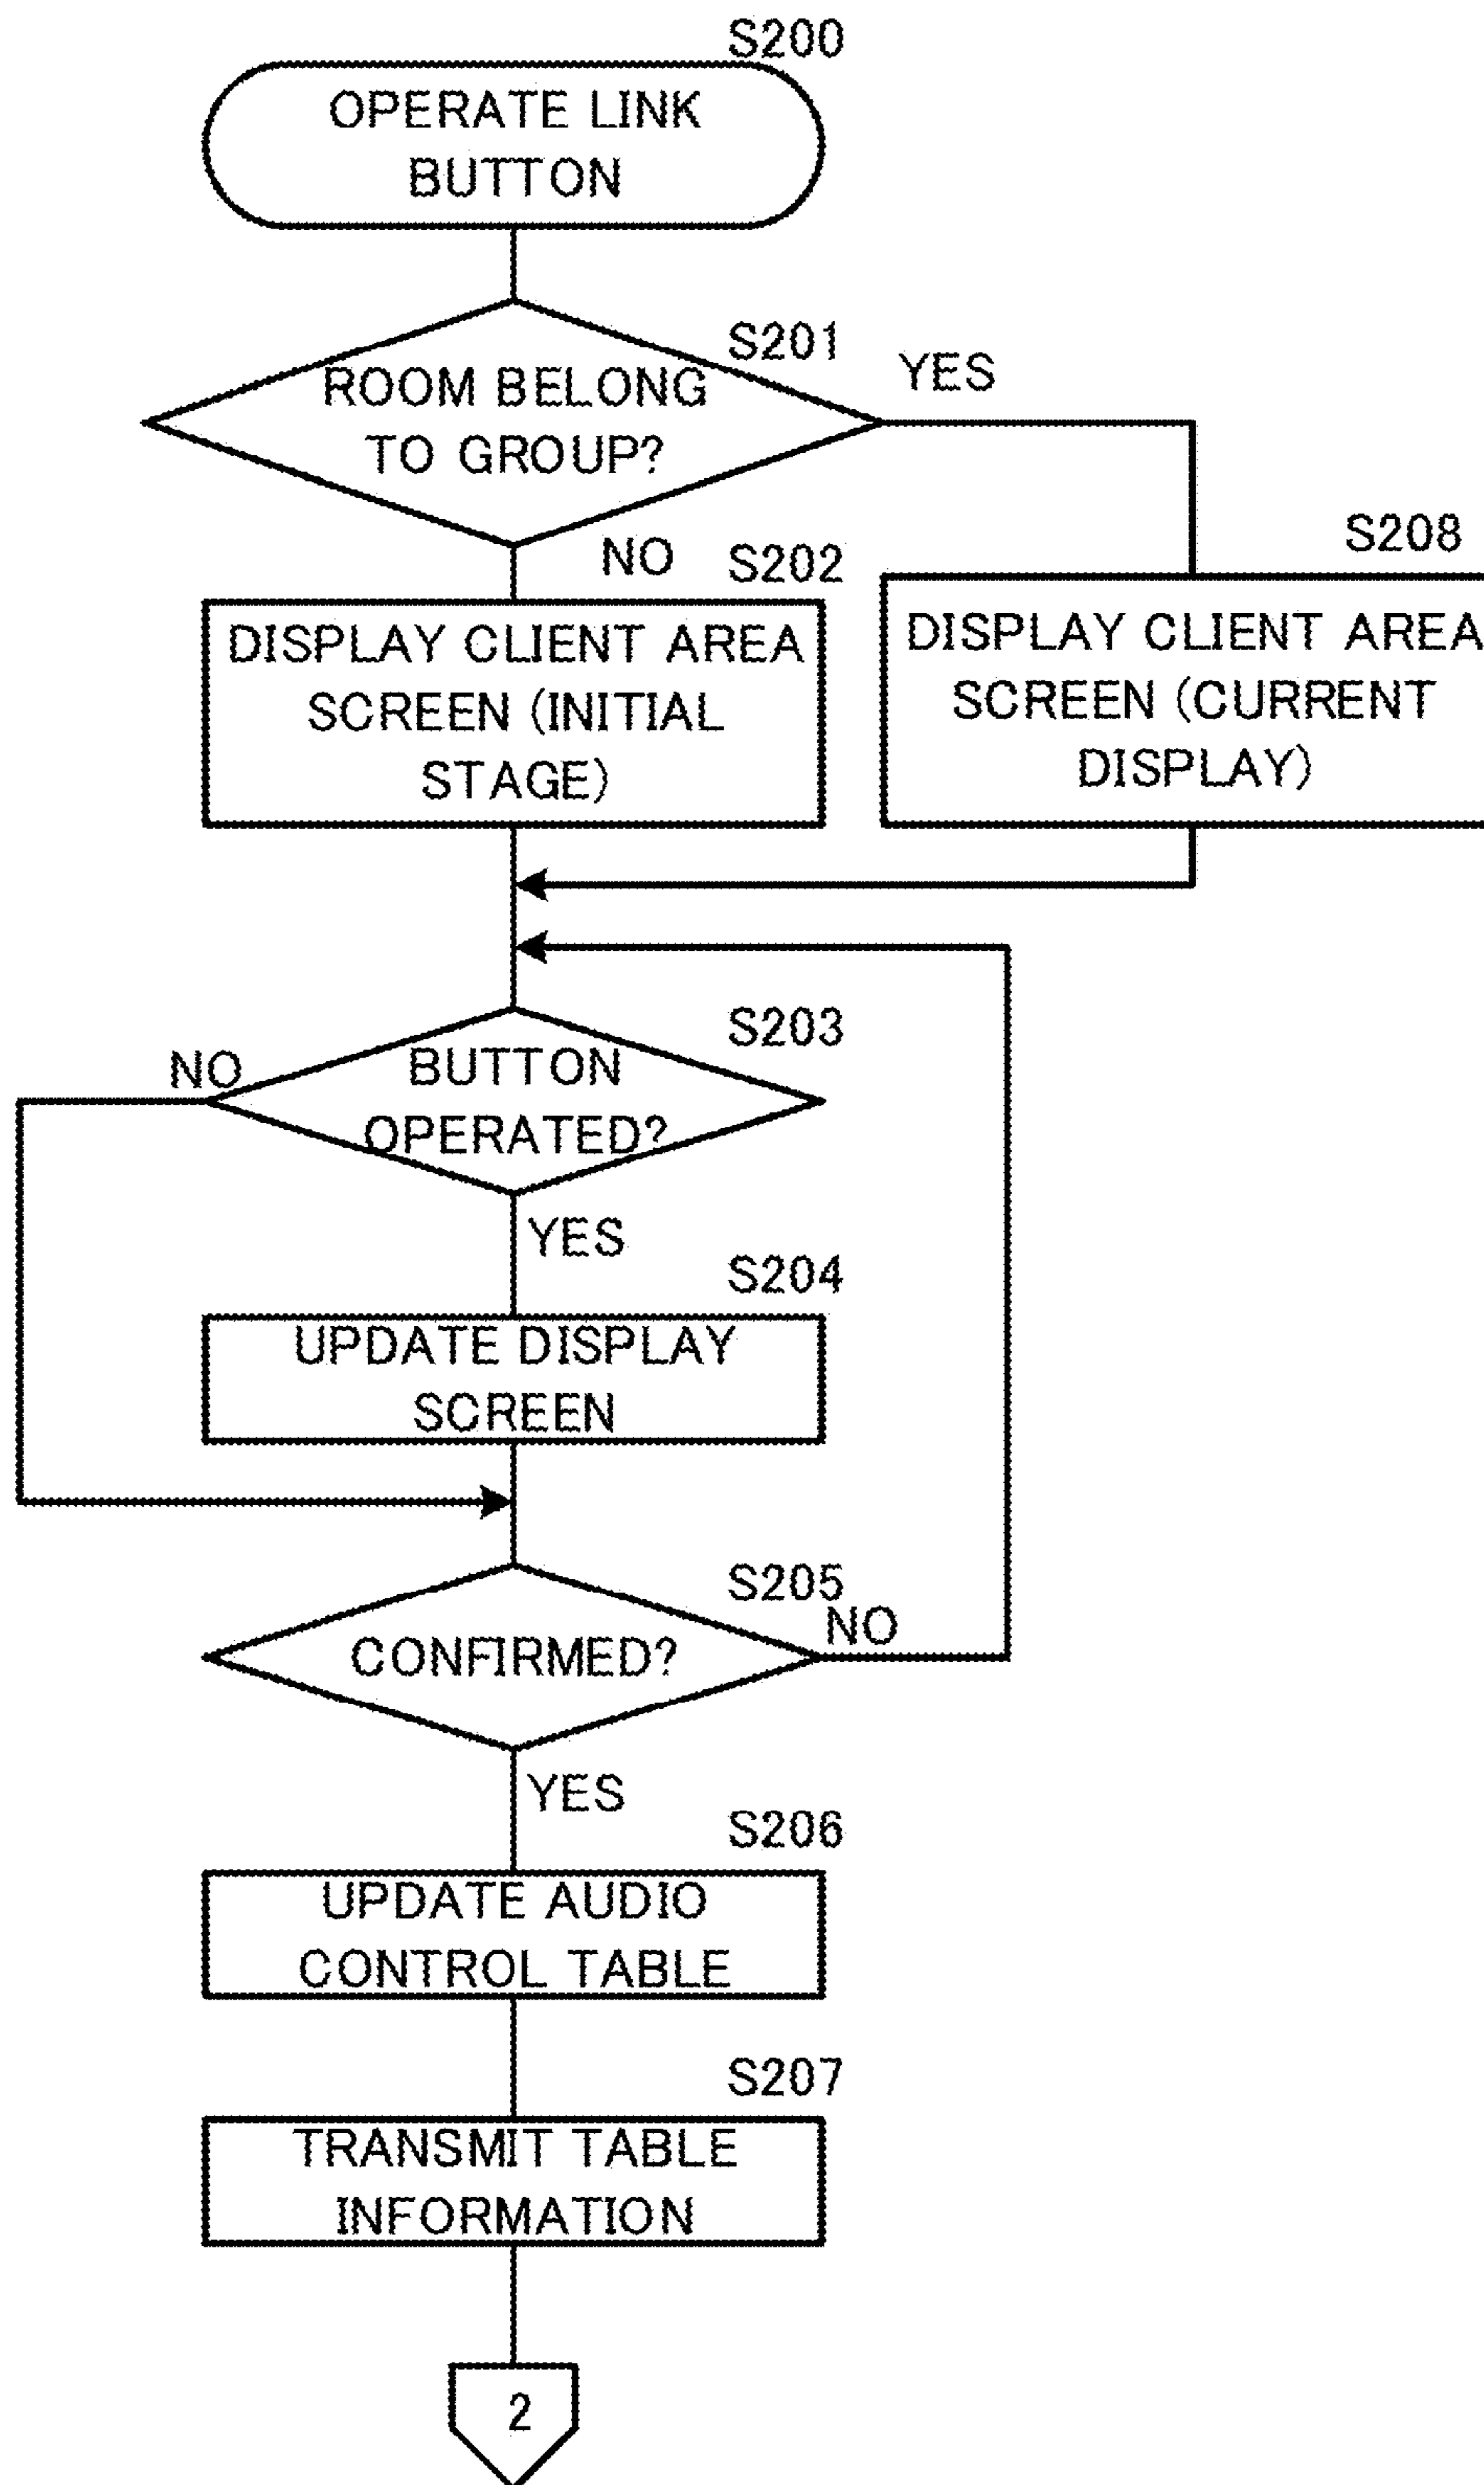 S200
OPERATE LINK
BUTTON
S201
ROOM BELONG
TO GROUP?
YES
NO
S202
DISPLAY CLIENT AREA
SCREEN (INITIAL
STAGE)
S208
DISPLAY CLIENT AREA
SCREEN (CURRENT
DISPLAY)
S203
BUTTON
OPERATED?
NO
YES
S204
UPDATE DISPLAY
SCREEN
S205
CONFIRMED?
NO
YES
S206
UPDATE AUDIO
CONTROL TABLE
S207
TRANSMIT TABLE
INFORMATION
2